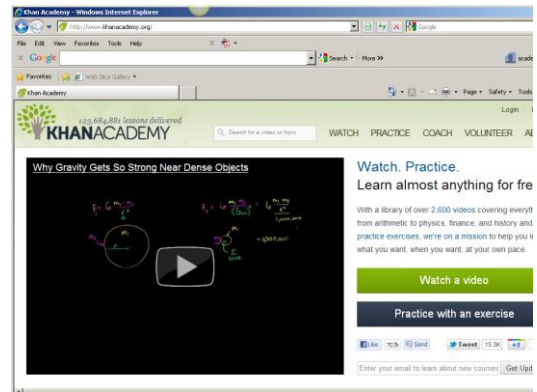 Khan Academy - Windows Internet Explorer
http://www.khanacademy.org/
Google
File Edit View Favorites Tools Help
Google
Search More »
acade
Favorites Web Slice Gallery
Khan Academy
Page Safety Tools
Login
123,684,881 lessons delivered
KHANACADEMY
Search for a video or topic
WATCH PRACTICE COACH VOLUNTEER AB
Why Gravity Gets So Strong Near Dense Objects
Watch. Practice.
Learn almost anything for fre
With a library of over 2,600 videos covering everyth
from arithmetic to physics, finance, and history and
practice exercises, we're on a mission to help you l
what you want, when you want, at your own pace.
Watch a video
Practice with an exercise
Like 707k Send Tweet 15.3K +1
Enter your email to learn about new courses Get Upd